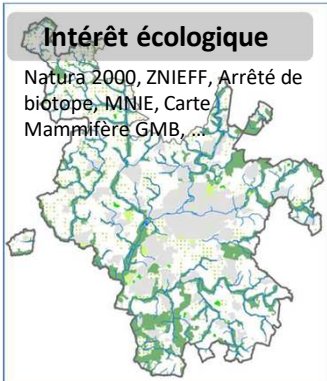 Intérêt écologique
Natura 2000, ZNIEFF, Arrêté de
biotope, MNIE, Carte
Mammifère GMB, ...